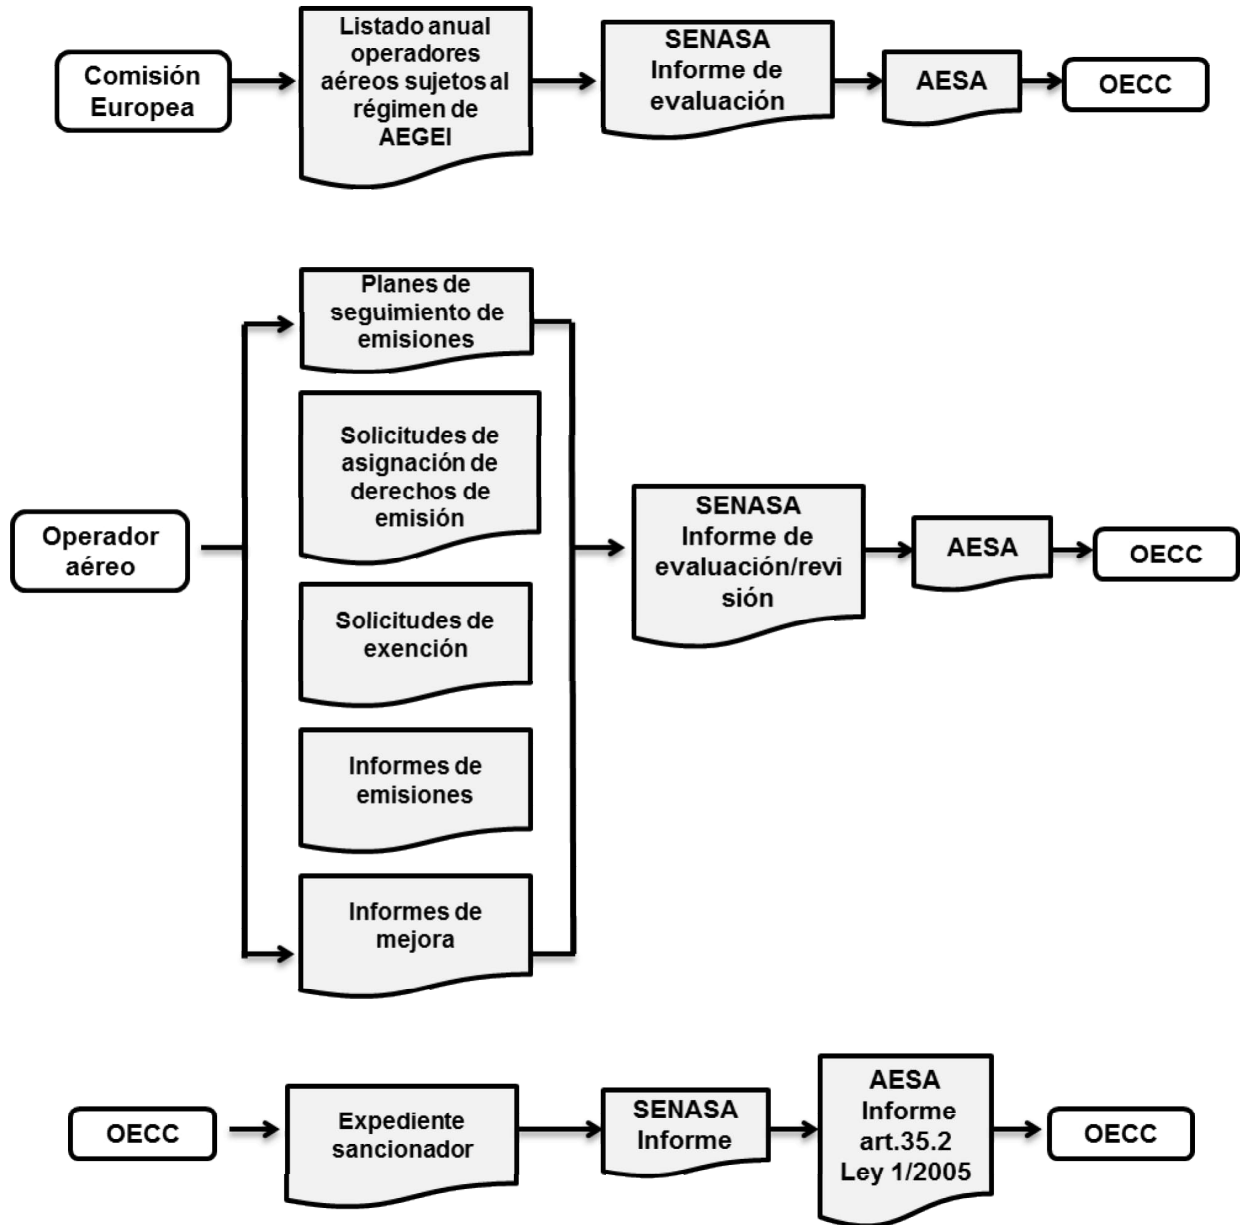 Comisión
Europea
Listado anual
operadores
aéreos sujetos al
régimen de
AEGEI
SENASA
Informe de
evaluación
AESA
OECC
Operador
aéreo
Planes de
seguimiento de
emisiones
Solicitudes de
asignación de
derechos de
emisión
Solicitudes de
exención
Informes de
emisiones
Informes de
mejora
SENASA
Informe de
evaluación/revi
sión
AESA
OECC
OECC
Expediente
sancionador
SENASA
Informe
AESA
Informe
art.35.2
Ley 1/2005
OECC